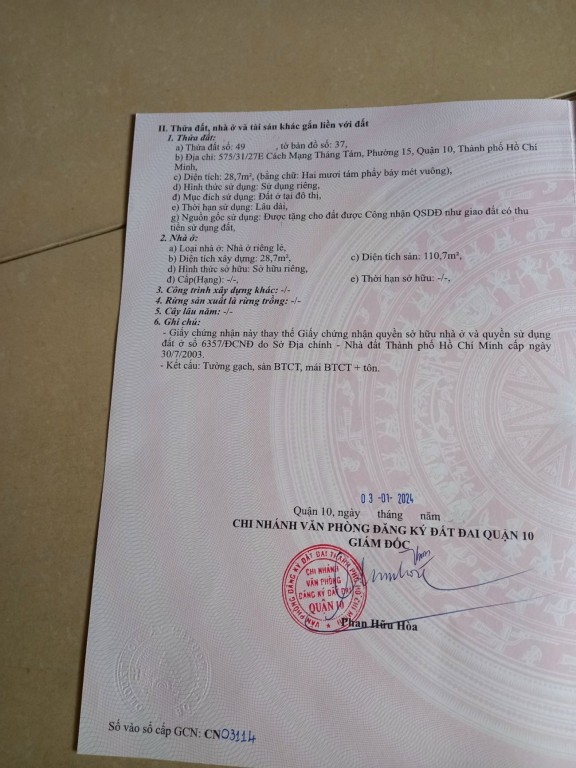 II. Thửa đất, nhà ở và tài sản khác gắn liền với đất
1. Thửa đất:
a) Thửa đất số: 49 , tờ bản đồ số: 37,
b) Địa chỉ: 575/31/27E Cách Mạng Tháng Tám, Phường 15, Quận 10, Thành phố Hồ Chí
Minh,
c) Diện tích: 28,7m², (bằng chữ: Hai mươi tám phẩy bảy mét vuông),
d) Hình thức sử dụng: Sử dụng riêng,
đ) Mục đích sử dụng: Đất ở tại đô thị,
e) Thời hạn sử dụng: Lâu dài,
g) Nguồn gốc sử dụng: Được tặng cho đất được Công nhận QSDĐ như giao đất có thu
tiền sử dụng đất,
2. Nhà ở:
a) Loại nhà ở: Nhà ở riêng lẻ,
b) Diện tích xây dựng: 28,7m², c) Diện tích sàn: 110,7m²,
d) Hình thức sở hữu: Sở hữu riêng,
đ) Cấp(Hạng): -/-, e) Thời hạn sở hữu: -/-,
3. Công trình xây dựng khác: -/-
4. Rừng sản xuất là rừng trồng: -/-
5. Cây lâu năm: -/-
6. Ghi chú:
- Giấy chứng nhận này thay thế Giấy chứng nhận quyền sở hữu nhà ở và quyền sử dụng
đất ở số 6357/ĐCNĐ do Sở Địa chính - Nhà đất Thành phố Hồ Chí Minh cấp ngày
30/7/2003.
- Kết cấu: Tường gạch, sàn BTCT, mái BTCT + tôn.
03-01-2024
Quận 10, ngày tháng năm
CHI NHÁNH VĂN PHÒNG ĐĂNG KÝ ĐẤT ĐAI QUẬN 10
GIÁM ĐỐC
VĂN PHÒNG ĐĂNG KÝ ĐẤT ĐAI THÀNH PHỐ HỒ CHÍ MINH
CHI NHÁNH
VĂN PHÒNG
ĐĂNG KÝ ĐẤT ĐAI
QUẬN 10
Phan Hữu Hòa
Số vào sổ cấp GCN: CN03114